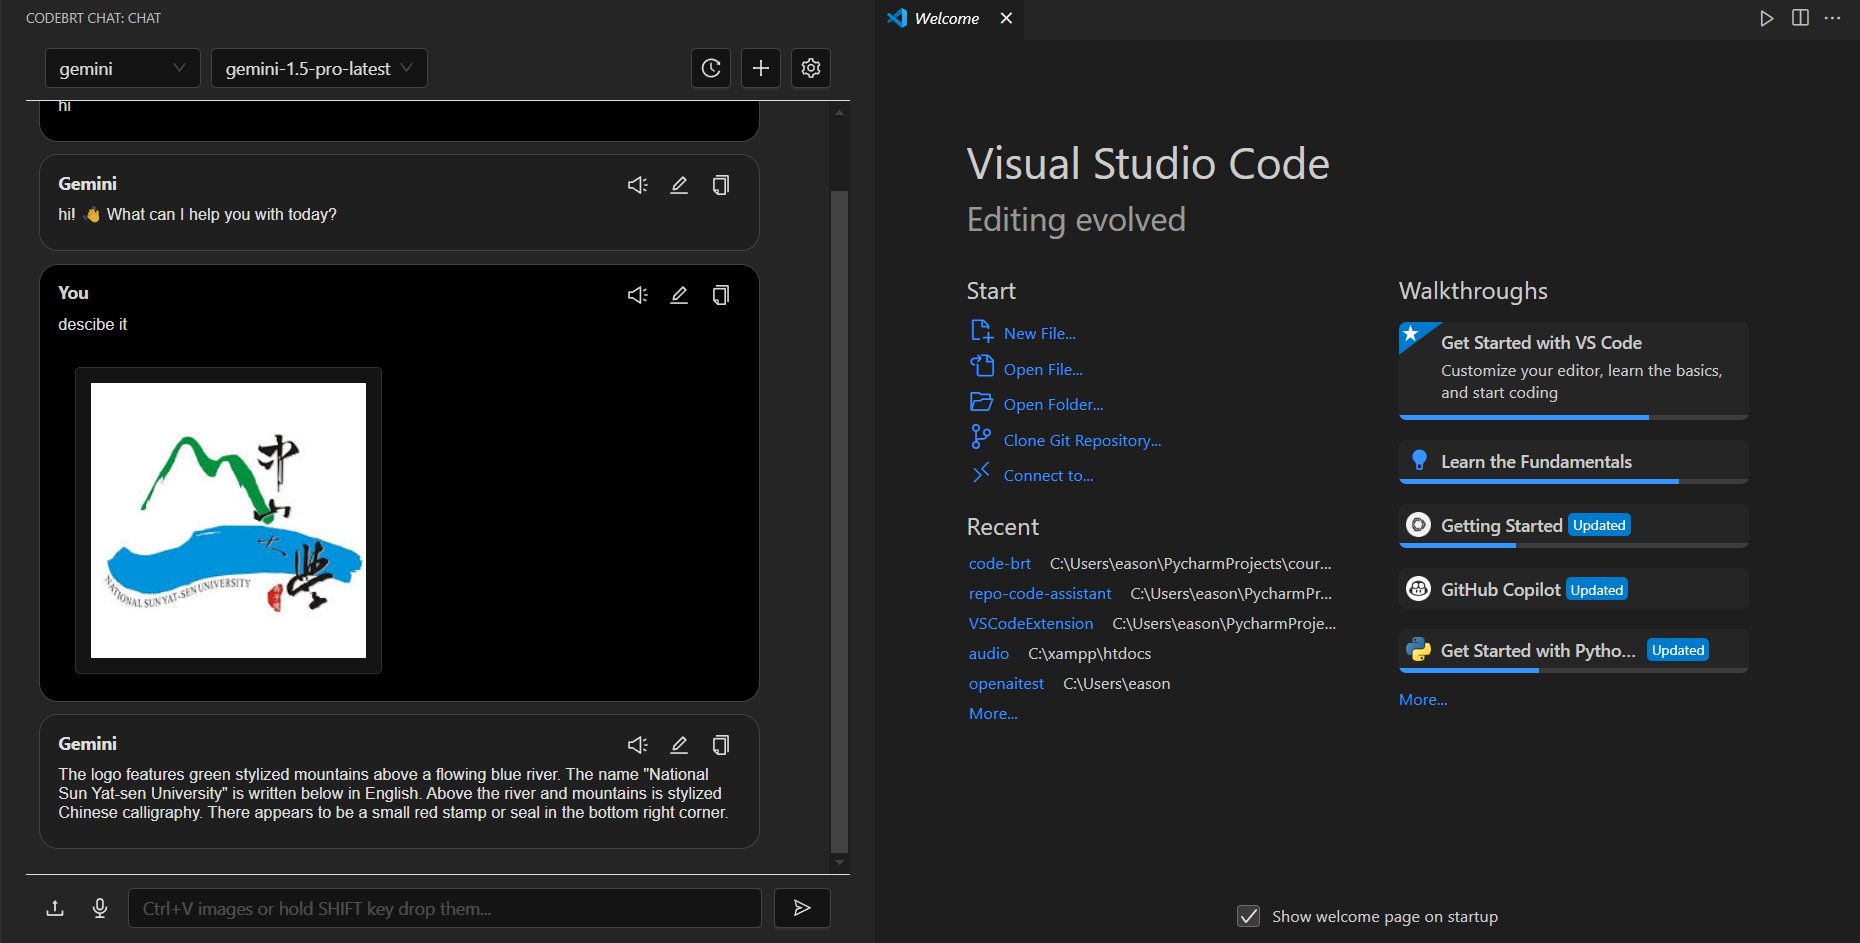 CODEBRT CHAT: CHAT
gemini
gemini-1.5-pro-latest
hi
Gemini
hi! 👋 What can I help you with today?
You
descibe it
中
山
大
學
NATIONAL SUN YAT-SEN UNIVERSITY
Gemini
The logo features green stylized mountains above a flowing blue river. The name "National
Sun Yat-sen University" is written below in English. Above the river and mountains is stylized
Chinese calligraphy. There appears to be a small red stamp or seal in the bottom right corner.
Ctrl+V images or hold SHIFT key drop them...
Welcome
Visual Studio Code
Editing evolved
Start
New File...
Open File...
Open Folder...
Clone Git Repository...
Connect to...
Recent
code-brt C:\Users\eason\PycharmProjects\cour...
repo-code-assistant C:\Users\eason\PycharmPr...
VSCodeExtension C:\Users\eason\PycharmProje...
audio C:\xampp\htdocs
openaitest C:\Users\eason
More...
Walkthroughs
Get Started with VS Code
Customize your editor, learn the basics,
and start coding
Learn the Fundamentals
Getting Started Updated
GitHub Copilot Updated
Get Started with Pytho... Updated
More...
Show welcome page on startup